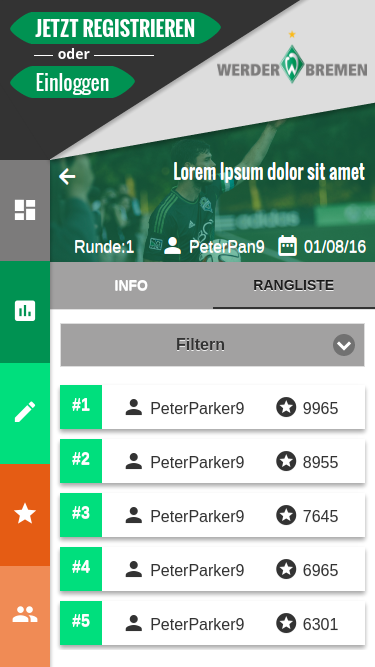 JETZT REGISTRIEREN
oder
Einloggen
WERDER W BREMEN
Lorem Ipsum dolor sit amet
Runde:1 PeterPan9 01/08/16
INFO RANGLISTE
Filtern
#1 PeterParker9 9965
#2 PeterParker9 8955
#3 PeterParker9 7645
#4 PeterParker9 6965
#5 PeterParker9 6301